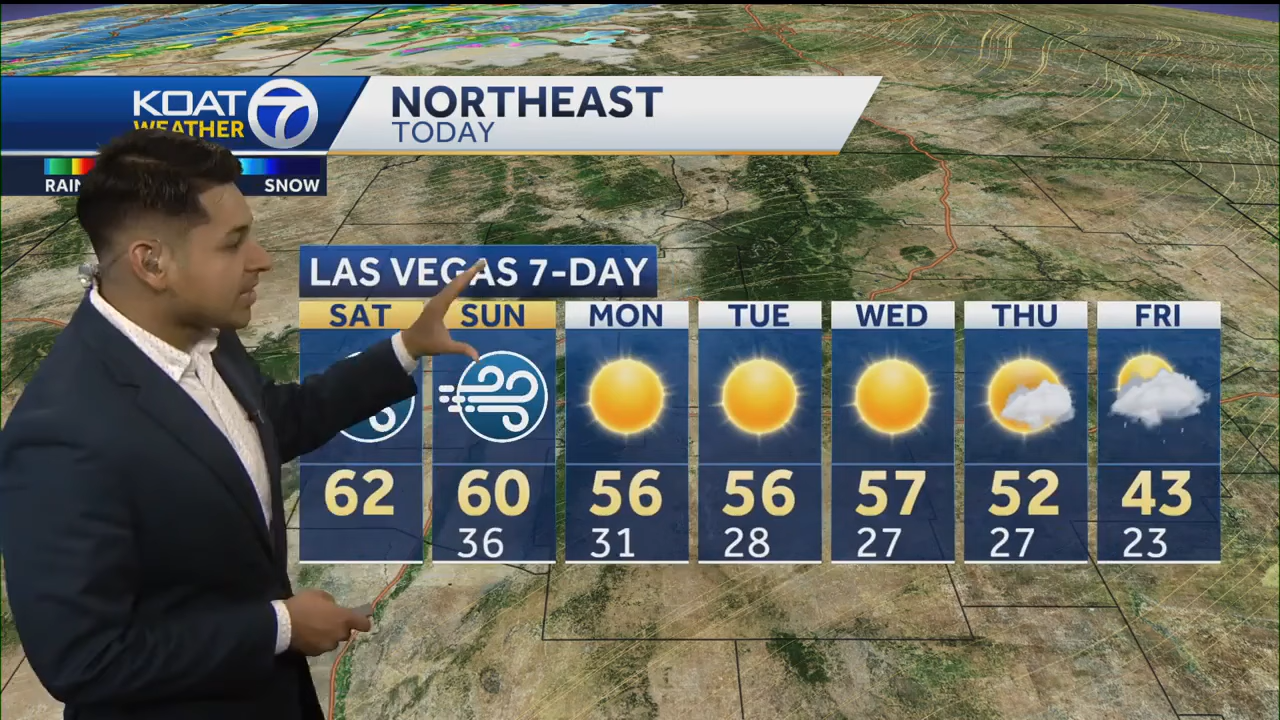 KOAT 7
WEATHER
NORTHEAST
TODAY
RAIN SNOW
LAS VEGAS 7-DAY
SAT SUN MON TUE WED THU FRI
62 60 56 56 57 52 43
36 31 28 27 27 23